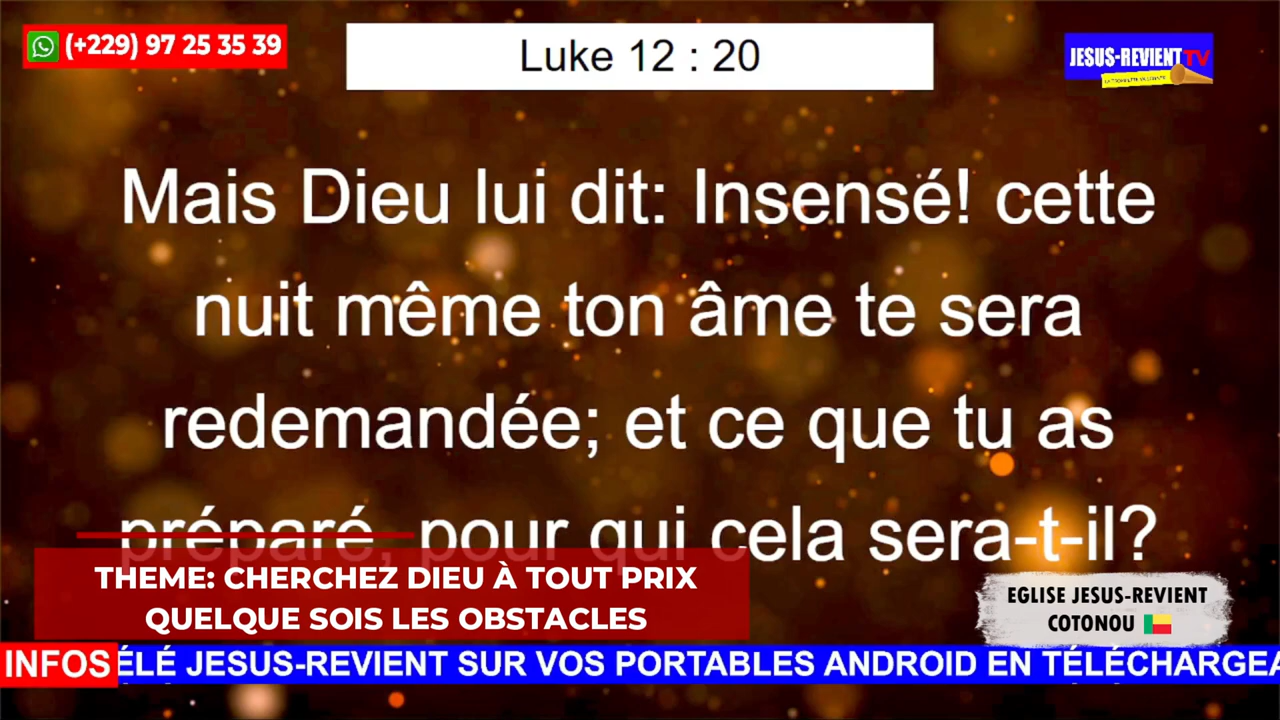 (+229) 97 25 35 39
Luke 12 : 20
JESUS-REVIENT TV
Mais Dieu lui dit: Insensé! cette
nuit même ton âme te sera
redemandée; et ce que tu as
préparé, pour qui cela sera-t-il?
THEME: CHERCHEZ DIEU À TOUT PRIX
QUELQUE SOIS LES OBSTACLES
EGLISE JESUS-REVIENT
COTONOU
INFOS ÉLÉ JESUS-REVIENT SUR VOS PORTABLES ANDROID EN TÉLÉCHARGEA